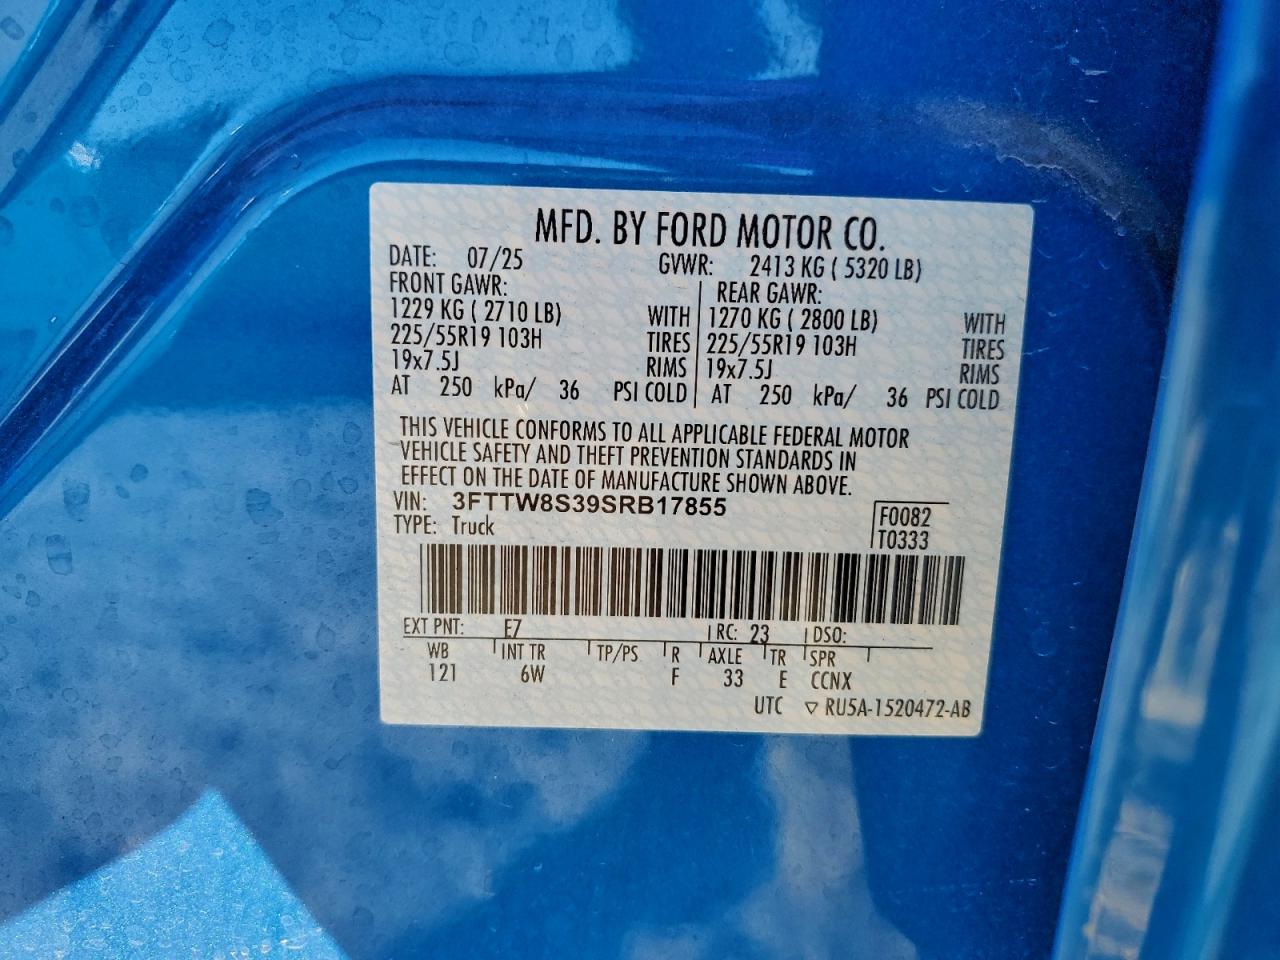 MFD. BY FORD MOTOR CO.
DATE: 07/25 GVWR: 2413 KG ( 5320 LB)
FRONT GAWR: REAR GAWR:
1229 KG ( 2710 LB) WITH 1270 KG ( 2800 LB) WITH
225/55R19 103H TIRES 225/55R19 103H TIRES
19x7.5J RIMS 19x7.5J RIMS
AT 250 kPa/ 36 PSI COLD AT 250 kPa/ 36 PSI COLD
THIS VEHICLE CONFORMS TO ALL APPLICABLE FEDERAL MOTOR
VEHICLE SAFETY AND THEFT PREVENTION STANDARDS IN
EFFECT ON THE DATE OF MANUFACTURE SHOWN ABOVE.
VIN: 3FTTW8S39SRB17855 F0082
TYPE: Truck T0333
EXT PNT: E7 RC: 23 DSO:
WB INT TR TP/PS R AXLE TR SPR
121 6W F 33 E CCNX
UTC ▽ RU5A-1520472-AB